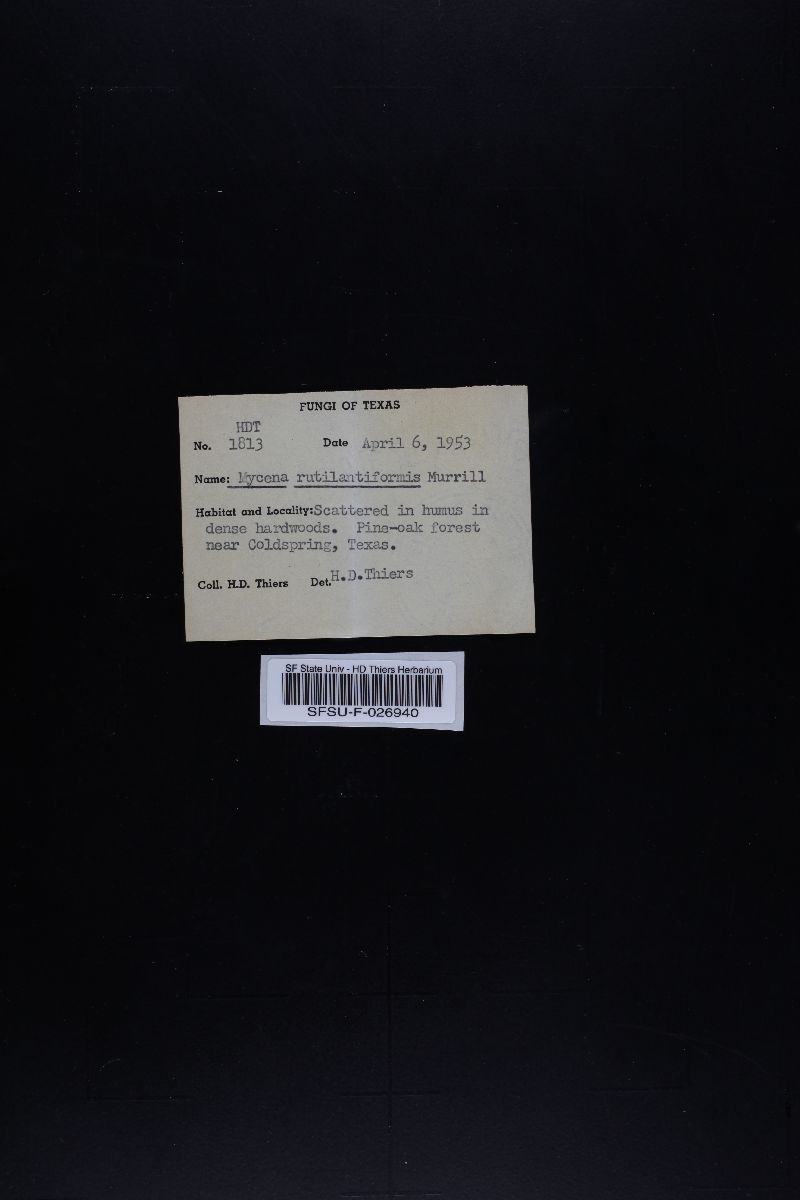 FUNGI OF TEXAS
HDT
No. 1813 Date April 6, 1953
Name: Mycena rutilantiformis Murrill
Habitat and Locality: Scattered in humus in
dense hardwoods. Pine-oak forest
near Coldspring, Texas.
Coll. H.D. Thiers Det. H.D.Thiers
SF State Univ - HD Thiers Herbarium
SFSU-F-026940